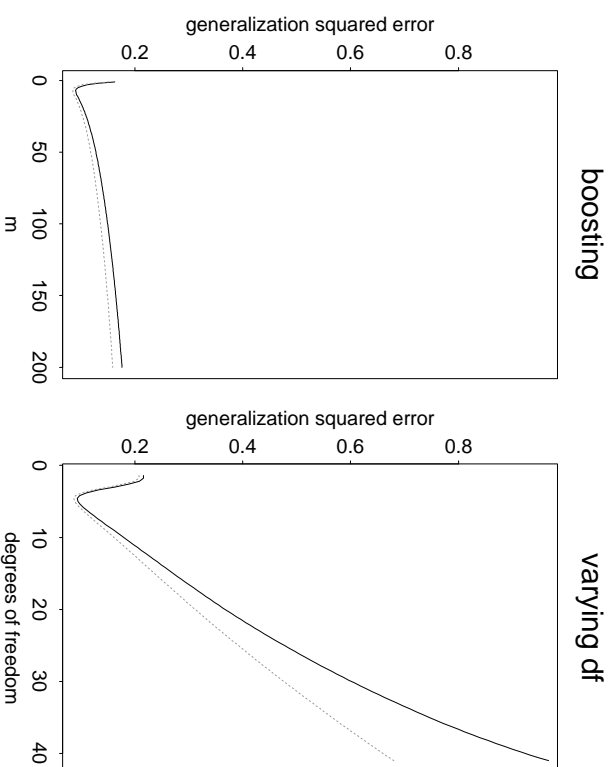 boosting
generalization squared error
0.2 0.4 0.6 0.8
0 50 100 150 200
m
varying df
generalization squared error
0.2 0.4 0.6 0.8
0 10 20 30 40
degrees of freedom